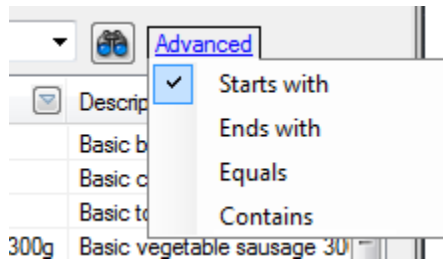 Advanced
Starts with
Descrip
Ends with
Basic b
Equals
Basic c
Basic to
Contains
300g Basic vegetable sausage 30